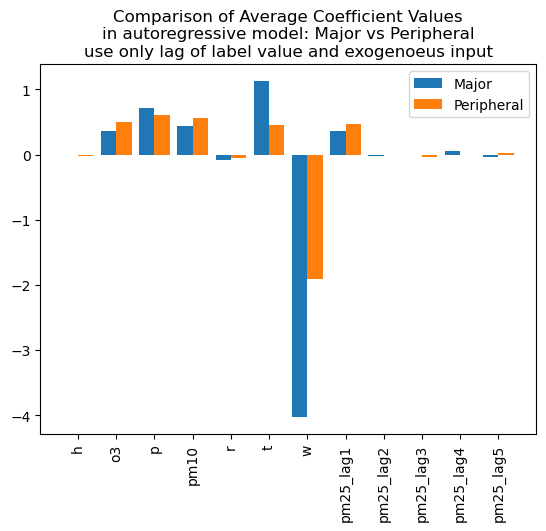 Comparison of Average Coefficient Values
in autoregressive model: Major vs Peripheral
use only lag of label value and exogenoeus input
Major
Peripheral
1
0
−1
−2
−3
−4
h
o3
p
pm10
r
t
w
pm25_lag1
pm25_lag2
pm25_lag3
pm25_lag4
pm25_lag5